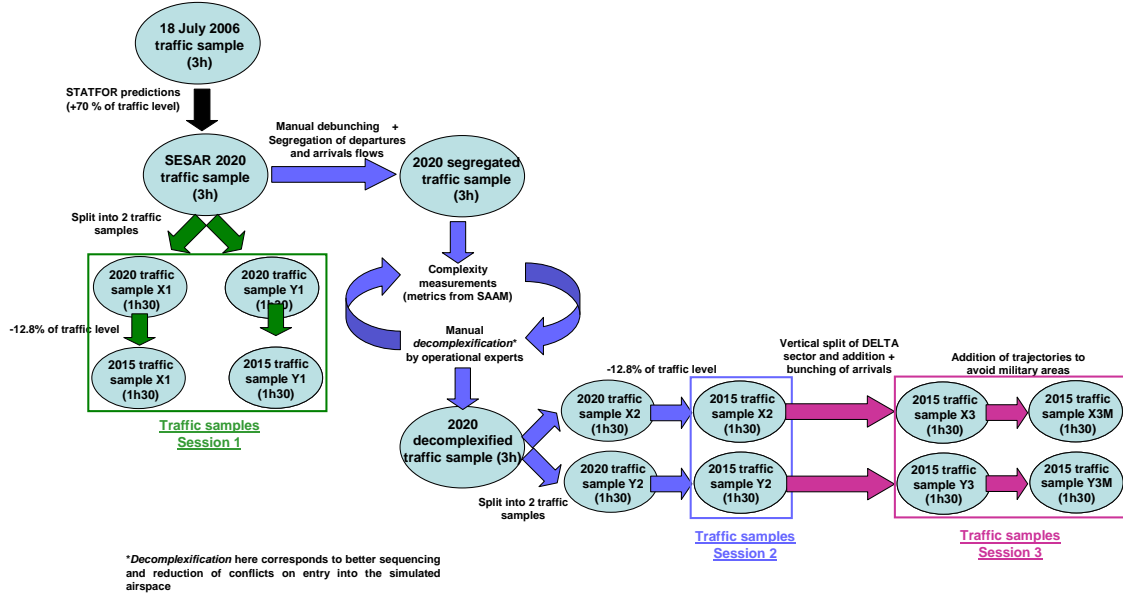 18 July 2006
traffic sample
(3h)
STATFOR predictions
(+70 % of traffic level)
SESAR 2020
traffic sample
(3h)
Manual debunching +
Segregation of departures
and arrivals flows
2020 segregated
traffic sample
(3h)
Split into 2 traffic
samples
2020 traffic
sample X1
(1h30)
2020 traffic
sample Y1
(1h30)
-12.8% of traffic level
2015 traffic
sample X1
(1h30)
2015 traffic
sample Y1
(1h30)
Traffic samples
Session 1
Complexity
measurements
(metrics from SAAM)
Manual
decomplexification*
by operational experts
2020
decomplexified
traffic sample (3h)
Split into 2 traffic
samples
2020 traffic
sample X2
(1h30)
2020 traffic
sample Y2
(1h30)
-12.8% of traffic level
2015 traffic
sample X2
(1h30)
2015 traffic
sample Y2
(1h30)
Traffic samples
Session 2
Vertical split of DELTA
sector and addition +
bunching of arrivals
Addition of trajectories to
avoid military areas
2015 traffic
sample X3
(1h30)
2015 traffic
sample X3M
(1h30)
2015 traffic
sample Y3
(1h30)
2015 traffic
sample Y3M
(1h30)
Traffic samples
Session 3
*Decomplexification here corresponds to better sequencing
and reduction of conflicts on entry into the simulated
airspace